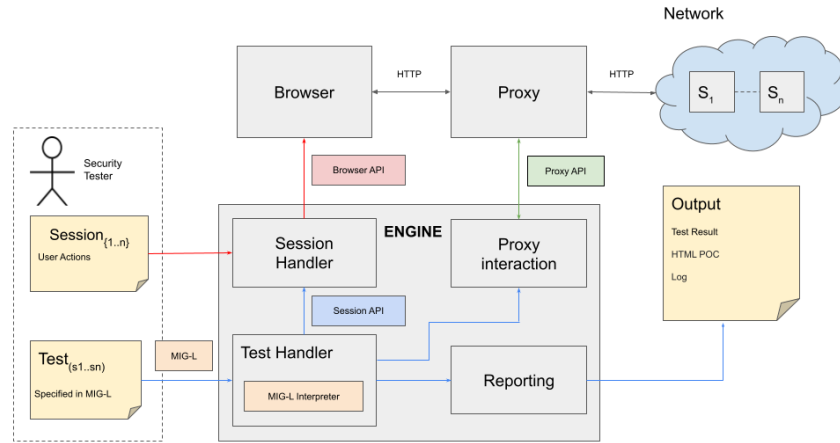 Network
Browser
HTTP
Proxy
HTTP
S1
Sn
Security
Tester
Browser API
Proxy API
Session{1..n}
User Actions
ENGINE
Session
Handler
Proxy
interaction
Output
Test Result
HTML POC
Log
Session API
Test(s1..sn)
Specified in MIG-L
MIG-L
Test Handler
MIG-L Interpreter
Reporting